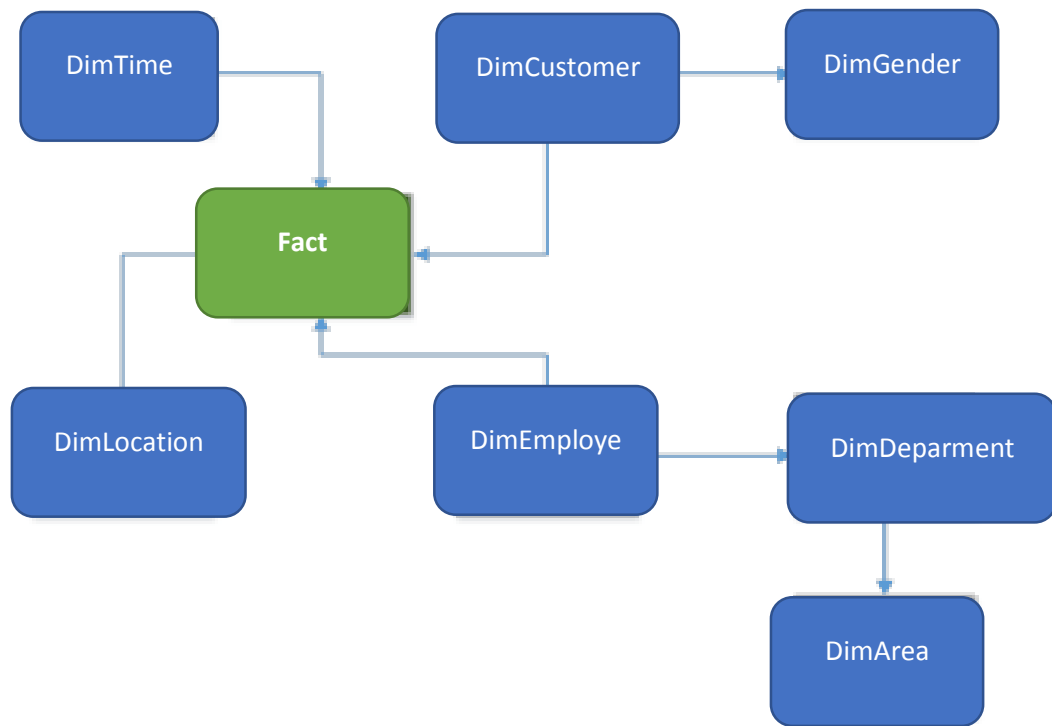 DimTime
DimCustomer
DimGender
Fact
DimLocation
DimEmploye
DimDeparment
DimArea